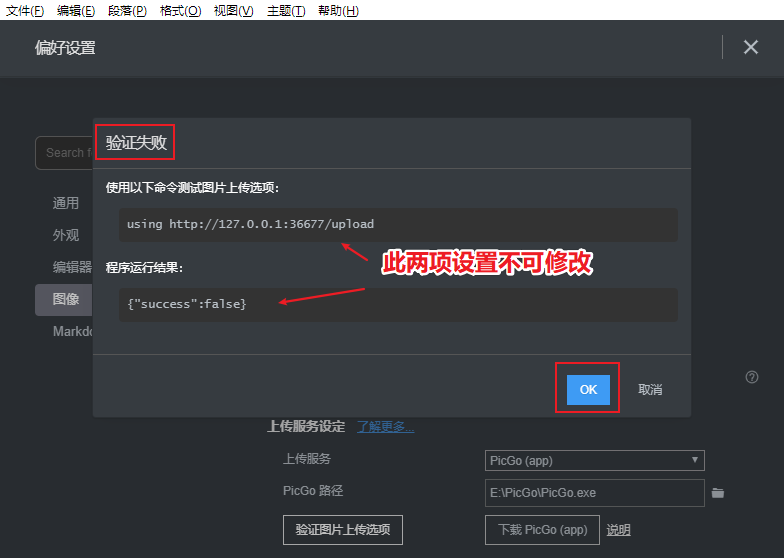 文件(F) 编辑(E) 段落(P) 格式(O) 视图(V) 主题(T) 帮助(H)
偏好设置
Search f
验证失败
使用以下命令测试图片上传选项:
通用
using http://127.0.0.1:36677/upload
外观
此两项设置不可修改
编辑器
程序运行结果:
图像
{"success":false}
Markdo
OK 取消
上传服务设定 了解更多...
上传服务 PicGo (app)
PicGo 路径 E:\PicGo\PicGo.exe
验证图片上传选项 下载 PicGo (app) 说明